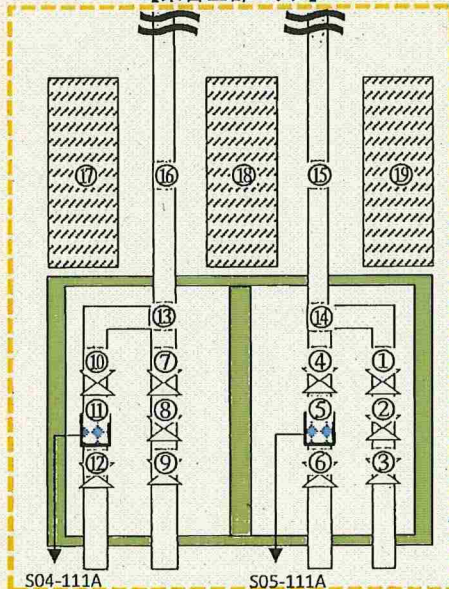 ⑰ ⑯ ⑱ ⑮ ⑲
⑬ ⑭
⑩ ⑦ ④ ①
⑪ ⑧ ⑤ ②
⑫ ⑨ ⑥ ③
S04-111A S05-111A